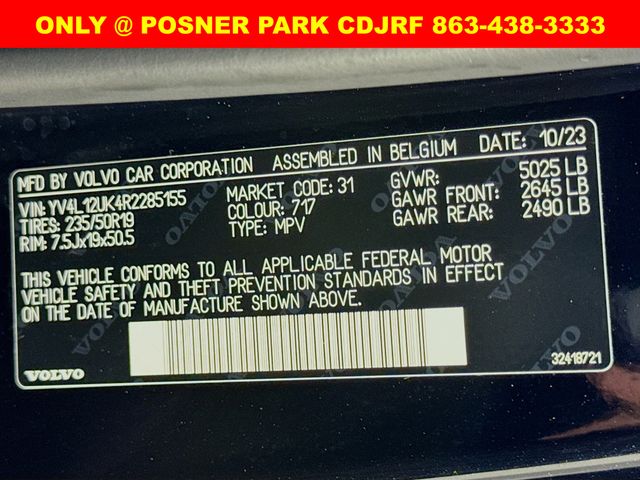 ONLY @ POSNER PARK CDJRF 863-438-3333
MFD BY VOLVO CAR CORPORATION ASSEMBLED IN BELGIUM DATE: 10/23
VIN: YV4L12UK4R2285155 MARKET CODE: 31 GVWR: 5025 LB
TIRES: 235/50R19 COLOUR: 717 GAWR FRONT: 2645 LB
RIM: 7.5Jx19x50.5 TYPE: MPV GAWR REAR: 2490 LB
THIS VEHICLE CONFORMS TO ALL APPLICABLE FEDERAL MOTOR
VEHICLE SAFETY AND THEFT PREVENTION STANDARDS IN EFFECT
ON THE DATE OF MANUFACTURE SHOWN ABOVE.
VOLVO 32418721